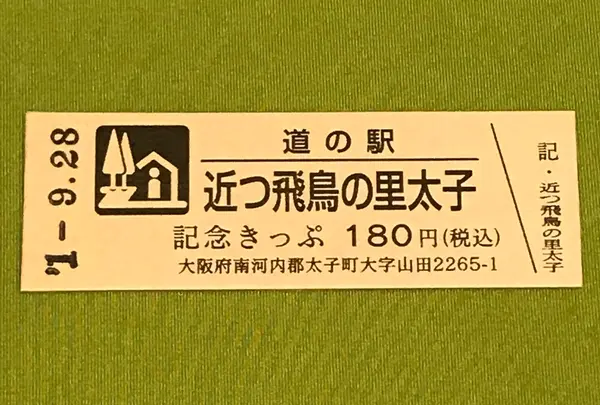 '1-9.28
道の駅
近つ飛鳥の里太子
記念きっぷ 180円(税込)
大阪府南河内郡太子町大字山田2265-1
記・近つ飛鳥の里太子